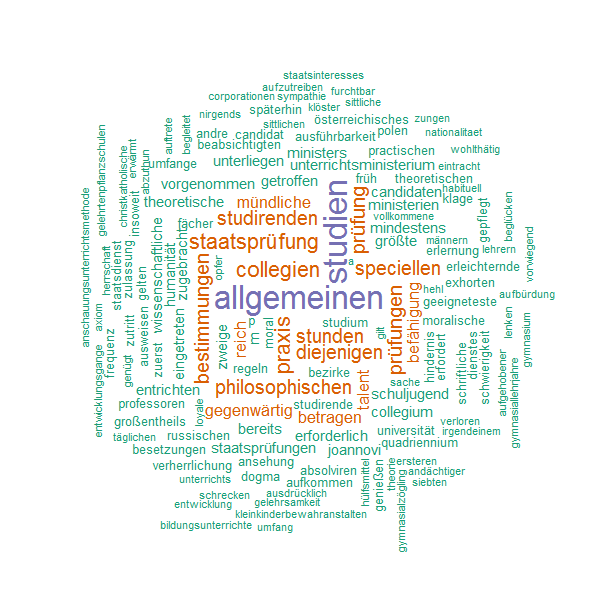 staatsinteresses
aufzutreiben furchtbar
corporationen sympathie klöster sittliche
nirgends späterhin österreichisches zungen
sittlichen
andre candidat ausführbarkeit polen nationalitaet
auftrete begleitet beabsichtigten ministers practischen wohlthätig
umfange unterliegen unterrichtsministerium eintracht
vorgenommen getroffen früh theoretischen
candidaten habituell
theoretische mündliche ministerien klage
vollkommene
fächer studirenden mindestens gepflegt beglücken
staatsprüfung größte männern
erlernung lehrern vorwiegend
studien prüfung
collegien a speciellen erleichternde
opfer
hehl exhorten
allgemeinen geeigneteste aufbürdung
bestimmungen befähigung
reich p studium gilt moralische lenken
zweige m moral stunden
praxis diejenigen prüfungen
regeln bezirke hindernis erfordert
philosophischen sache schriftliche dienstes schwierigkeit
entrichten talent schuljugend
professoren loyale gegenwärtig studirende collegium aufgehobener
großentheils betragen verloren
bereits universität irgendeinem
täglichen russischen erforderlich quadriennium
besetzungen staatsprüfungen joannovi
verherrlichung ansehung ersteren
unterrichts dogma absolviren andächtiger
aufkommen siebten
schrecken ausdrücklich
entwicklung gelehrsamkeit
kleinkinderbewahranstalten
bildungsunterrichte umfang
hülfsmittel genießen theorie
gymnasialzögling
gymnasium gymnasiallehrjahre
anschauungsunterrichtsmethode
gelehrtenpflanzschulen
entwicklungsgange axiom
herrschaft frequenz
staatsdienst
christkatholische zulassung
erwärmt insoweit
genügt zutritt
abzuthun
ausweisen gelten
zuerst wissenschaftliche
humanität
eingetreten zugebracht